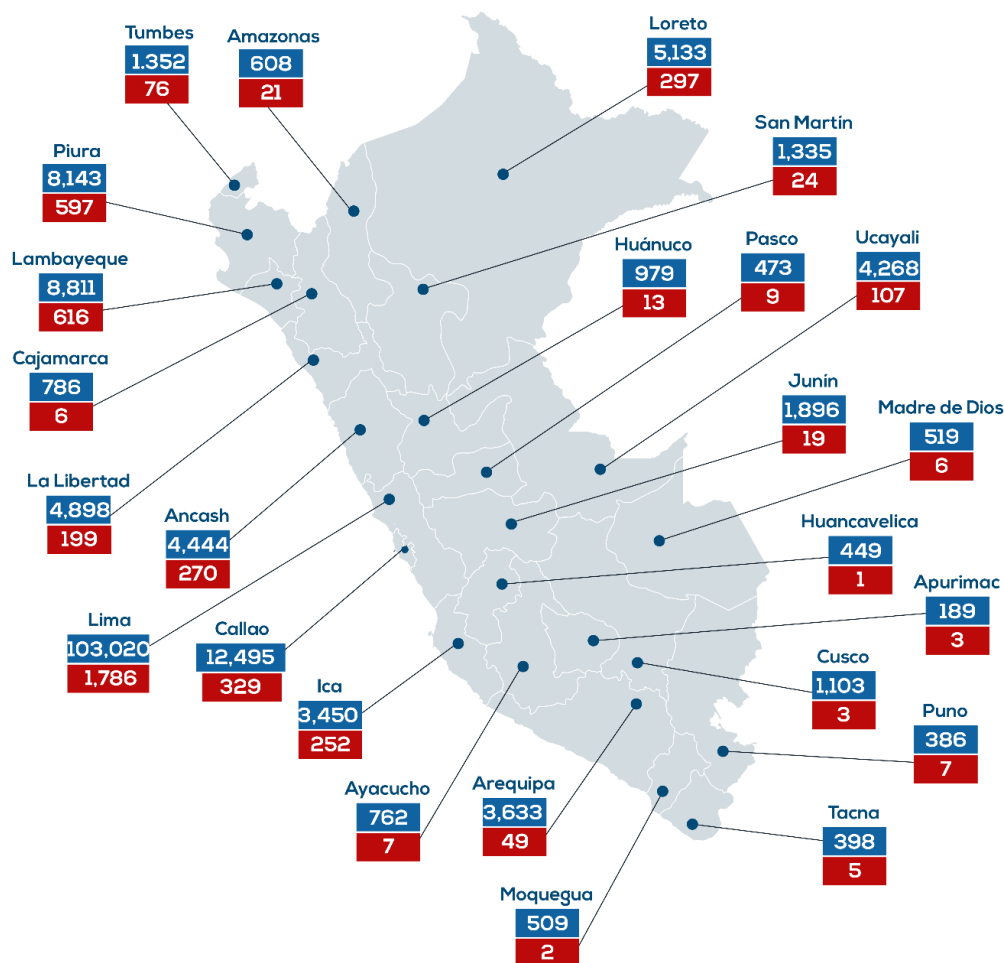 Tumbes
1.352
76
Amazonas
608
21
Loreto
5,133
297
San Martín
1,335
24
Piura
8,143
597
Lambayeque
8,811
616
Huánuco
979
13
Pasco
473
9
Ucayali
4,268
107
Cajamarca
786
6
Junín
1,896
19
Madre de Dios
519
6
La Libertad
4,898
199
Ancash
4,444
270
Huancavelica
449
1
Apurimac
189
3
Lima
103,020
1,786
Callao
12,495
329
Ica
3,450
252
Cusco
1,103
3
Puno
386
7
Ayacucho
762
7
Arequipa
3,633
49
Tacna
398
5
Moquegua
509
2